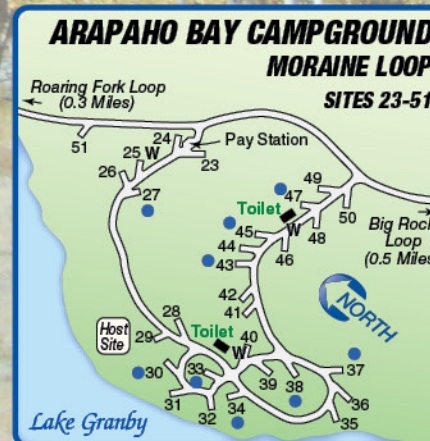 ARAPAHO BAY CAMPGROUND
MORAINE LOOP
SITES 23-51
Roaring Fork Loop
(0.3 Miles)
Pay Station
51
24
25
W
23
26
27
49
47
50
Toilet
48
W
45
46
44
43
Big Rock
Loop
(0.5 Miles
42
41
NORTH
28
Host
Site
29
Toilet
40
W
30
33
39
38
37
31
32
34
36
35
Lake Granby